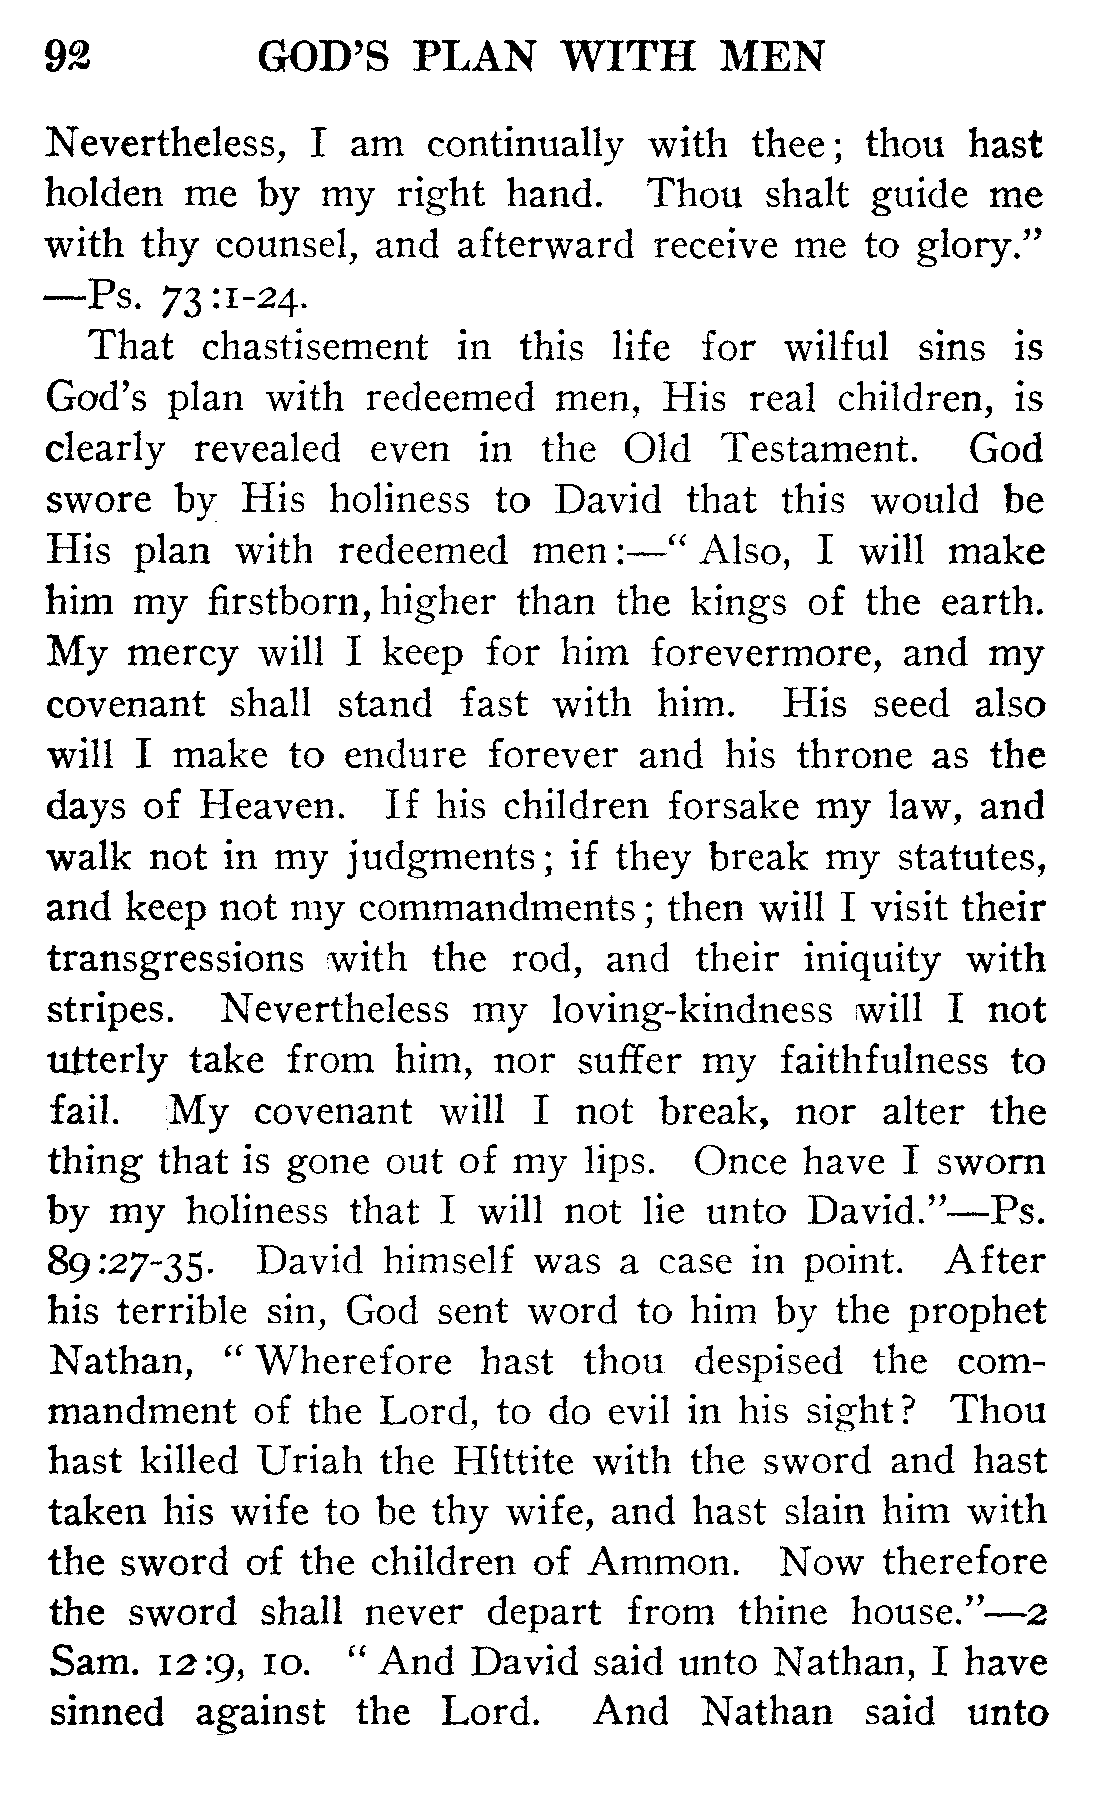 92 GOD'S PLAN WITH MEN
Nevertheless, I am continually with thee; thou hast
holden me by my right hand. Thou shalt guide me
with thy counsel, and afterward receive me to glory."
—Ps. 73:1-24.
That chastisement in this life for wilful sins is
God's plan with redeemed men, His real children, is
clearly revealed even in the Old Testament. God
swore by His holiness to David that this would be
His plan with redeemed men:—" Also, I will make
him my firstborn, higher than the kings of the earth.
My mercy will I keep for him forevermore, and my
covenant shall stand fast with him. His seed also
will I make to endure forever and his throne as the
days of Heaven. If his children forsake my law, and
walk not in my judgments; if they break my statutes,
and keep not my commandments; then will I visit their
transgressions with the rod, and their iniquity with
stripes. Nevertheless my loving-kindness will I not
utterly take from him, nor suffer my faithfulness to
fail. My covenant will I not break, nor alter the
thing that is gone out of my lips. Once have I sworn
by my holiness that I will not lie unto David."—Ps.
89:27-35. David himself was a case in point. After
his terrible sin, God sent word to him by the prophet
Nathan, " Wherefore hast thou despised the com-
mandment of the Lord, to do evil in his sight? Thou
hast killed Uriah the Hittite with the sword and hast
taken his wife to be thy wife, and hast slain him with
the sword of the children of Ammon. Now therefore
the sword shall never depart from thine house."—2
Sam. 12:9, 10. " And David said unto Nathan, I have
sinned against the Lord. And Nathan said unto